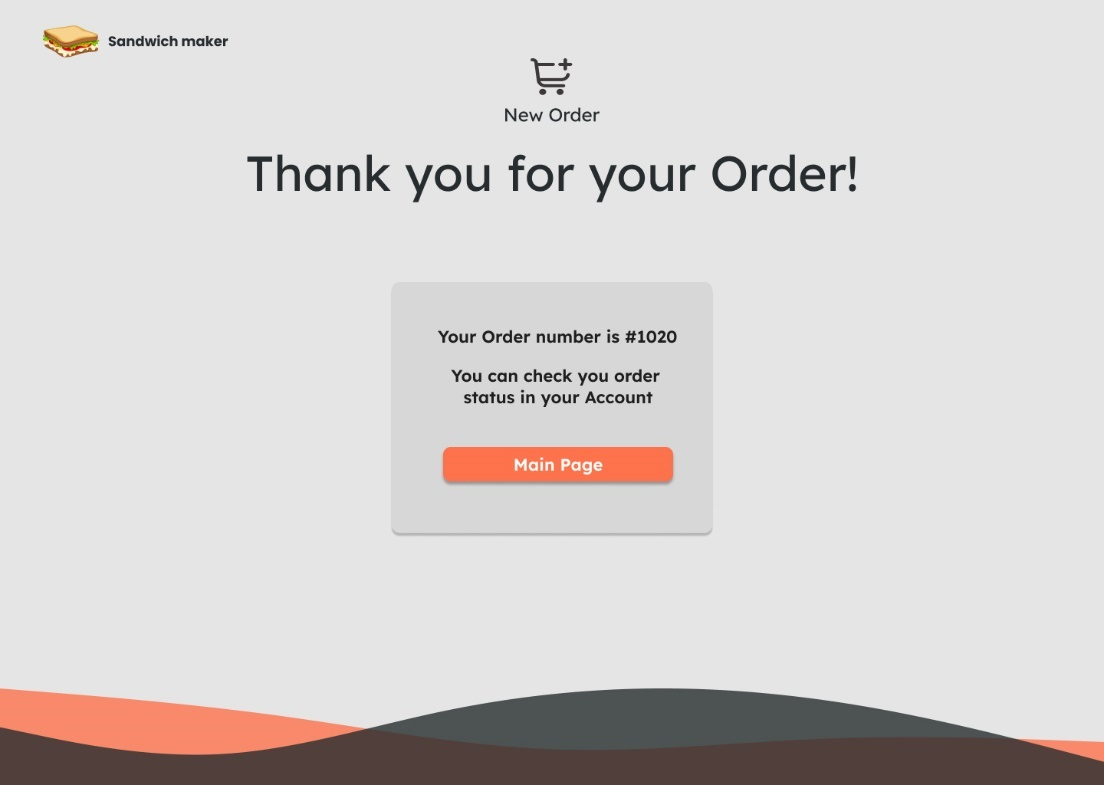 Sandwich maker
New Order
Thank you for your Order!
Your Order number is #1020
You can check you order
status in your Account
Main Page